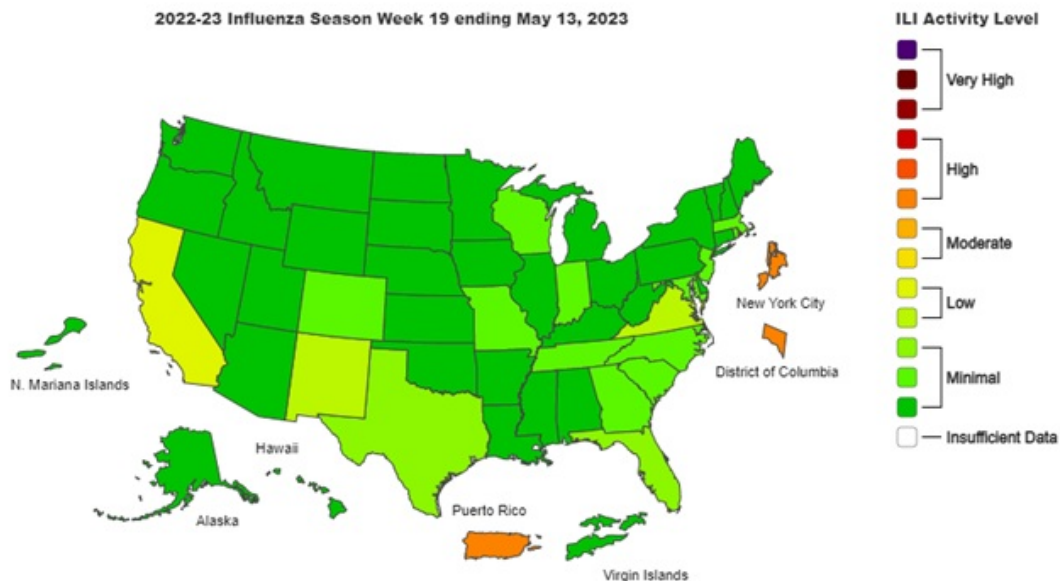 2022-23 Influenza Season Week 19 ending May 13, 2023
ILI Activity Level
Very High
High
Moderate
Low
Minimal
Insufficient Data
New York City
District of Columbia
N. Mariana Islands
Hawaii
Alaska
Puerto Rico
Virgin Islands